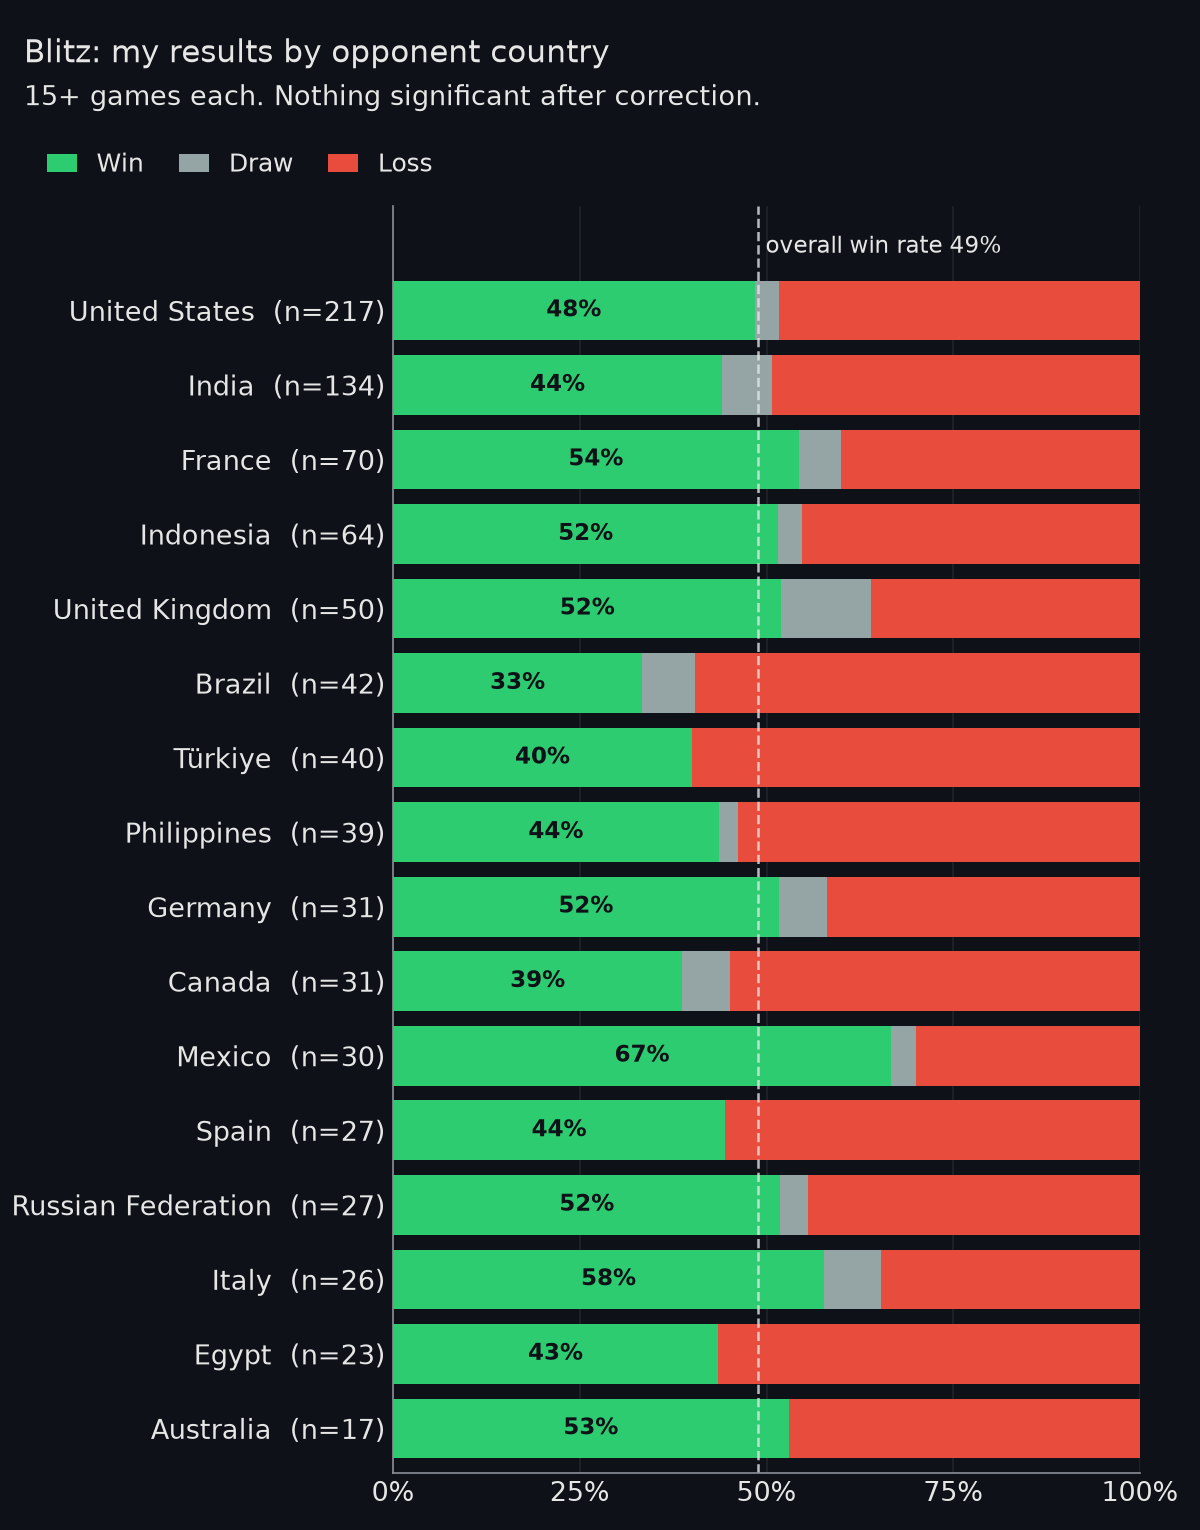 Blitz: my results by opponent country
15+ games each. Nothing significant after correction.
Win Draw Loss
overall win rate 49%
United States (n=217) 48%
India (n=134) 44%
France (n=70) 54%
Indonesia (n=64) 52%
United Kingdom (n=50) 52%
Brazil (n=42) 33%
Türkiye (n=40) 40%
Philippines (n=39) 44%
Germany (n=31) 52%
Canada (n=31) 39%
Mexico (n=30) 67%
Spain (n=27) 44%
Russian Federation (n=27) 52%
Italy (n=26) 58%
Egypt (n=23) 43%
Australia (n=17) 53%
0% 25% 50% 75% 100%